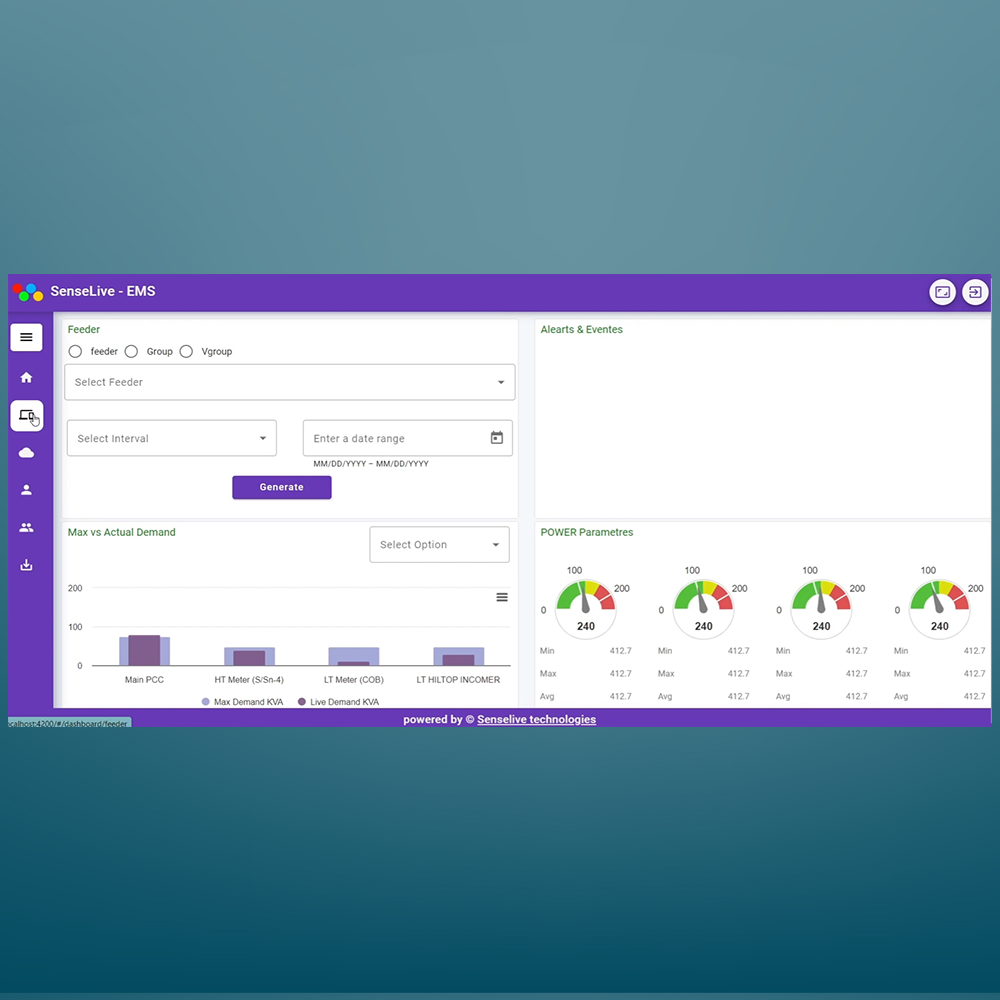 SenseLive - EMS
Feeder
feeder Group Vgroup
Select Feeder
Select Interval
Enter a date range
MM/DD/YYYY – MM/DD/YYYY
Generate
Alearts & Eventes
Max vs Actual Demand
Select Option
200
100
0
Main PCC
HT Meter (S/Sn-4)
LT Meter (COB)
LT HILTOP INCOMER
Max Demand KVA
Live Demand KVA
POWER Parametres
0 100 200
240
0 100 200
240
0 100 200
240
0 100 200
240
Min 412.7 Min 412.7 Min 412.7 Min 412.7
Max 412.7 Max 412.7 Max 412.7 Max 412.7
Avg 412.7 Avg 412.7 Avg 412.7 Avg 412.7
powered by © Senselive technologies
calhost:4200/#/dashboard/feeder